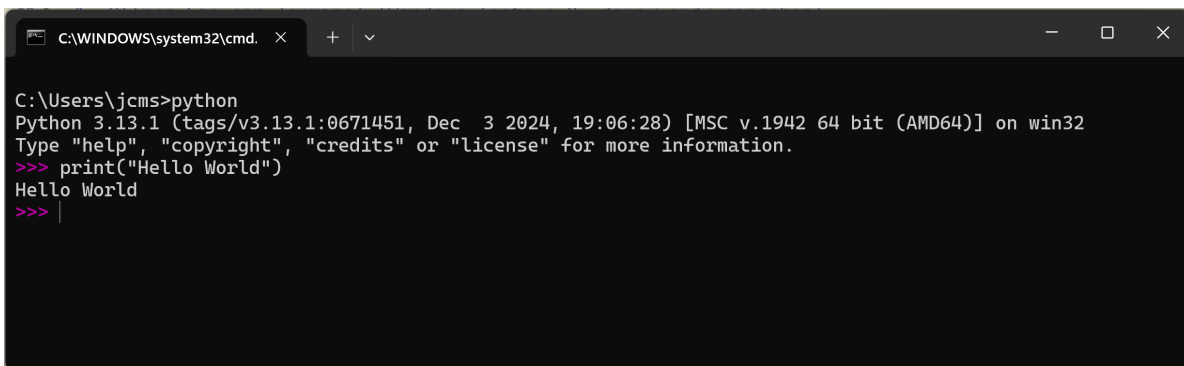 C:\WINDOWS\system32\cmd.
C:\Users\jcms>python
Python 3.13.1 (tags/v3.13.1:0671451, Dec  3 2024, 19:06:28) [MSC v.1942 64 bit (AMD64)] on win32
Type "help", "copyright", "credits" or "license" for more information.
>>> print("Hello World")
Hello World
>>>